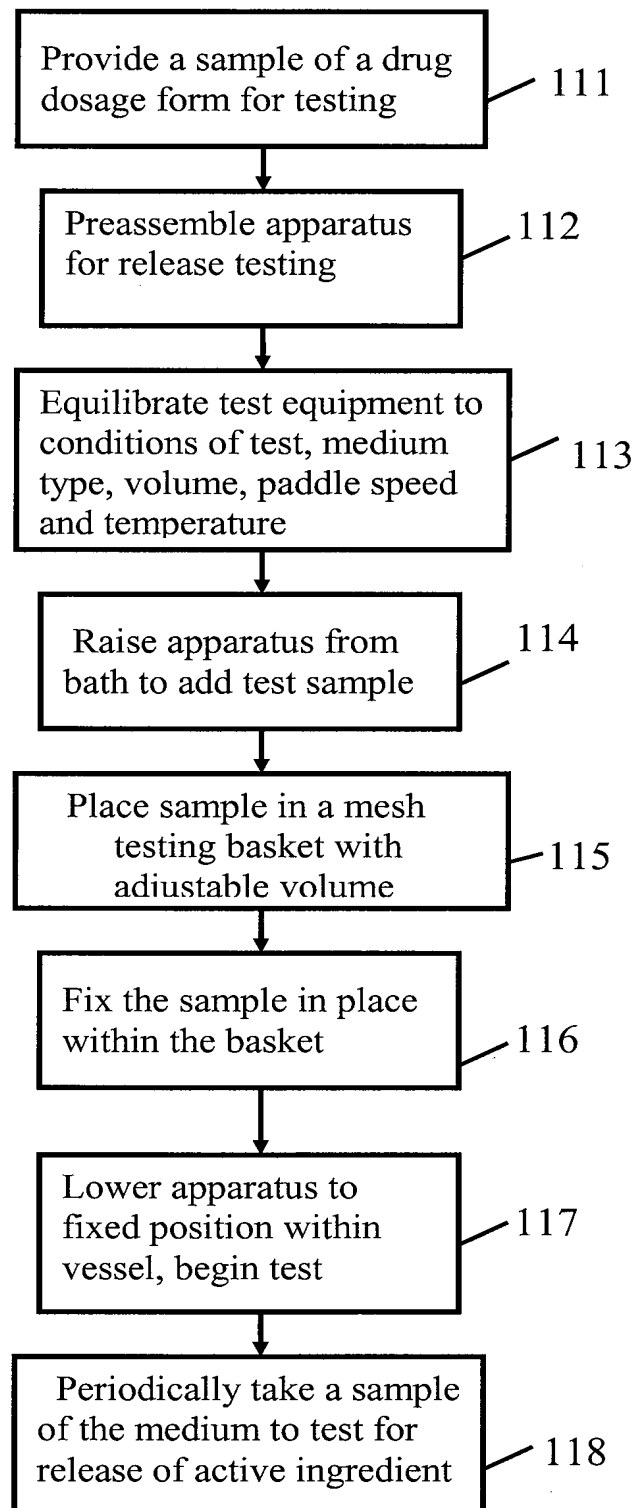 Provide a sample of a drug
dosage form for testing
111
Preassemble apparatus
for release testing
112
Equilibrate test equipment to
conditions of test, medium
type, volume, paddle speed
and temperature
113
Raise apparatus from
bath to add test sample
114
Place sample in a mesh
testing basket with
adjustable volume
115
Fix the sample in place
within the basket
116
Lower apparatus to
fixed position within
vessel, begin test
117
Periodically take a sample
of the medium to test for
release of active ingredient
118